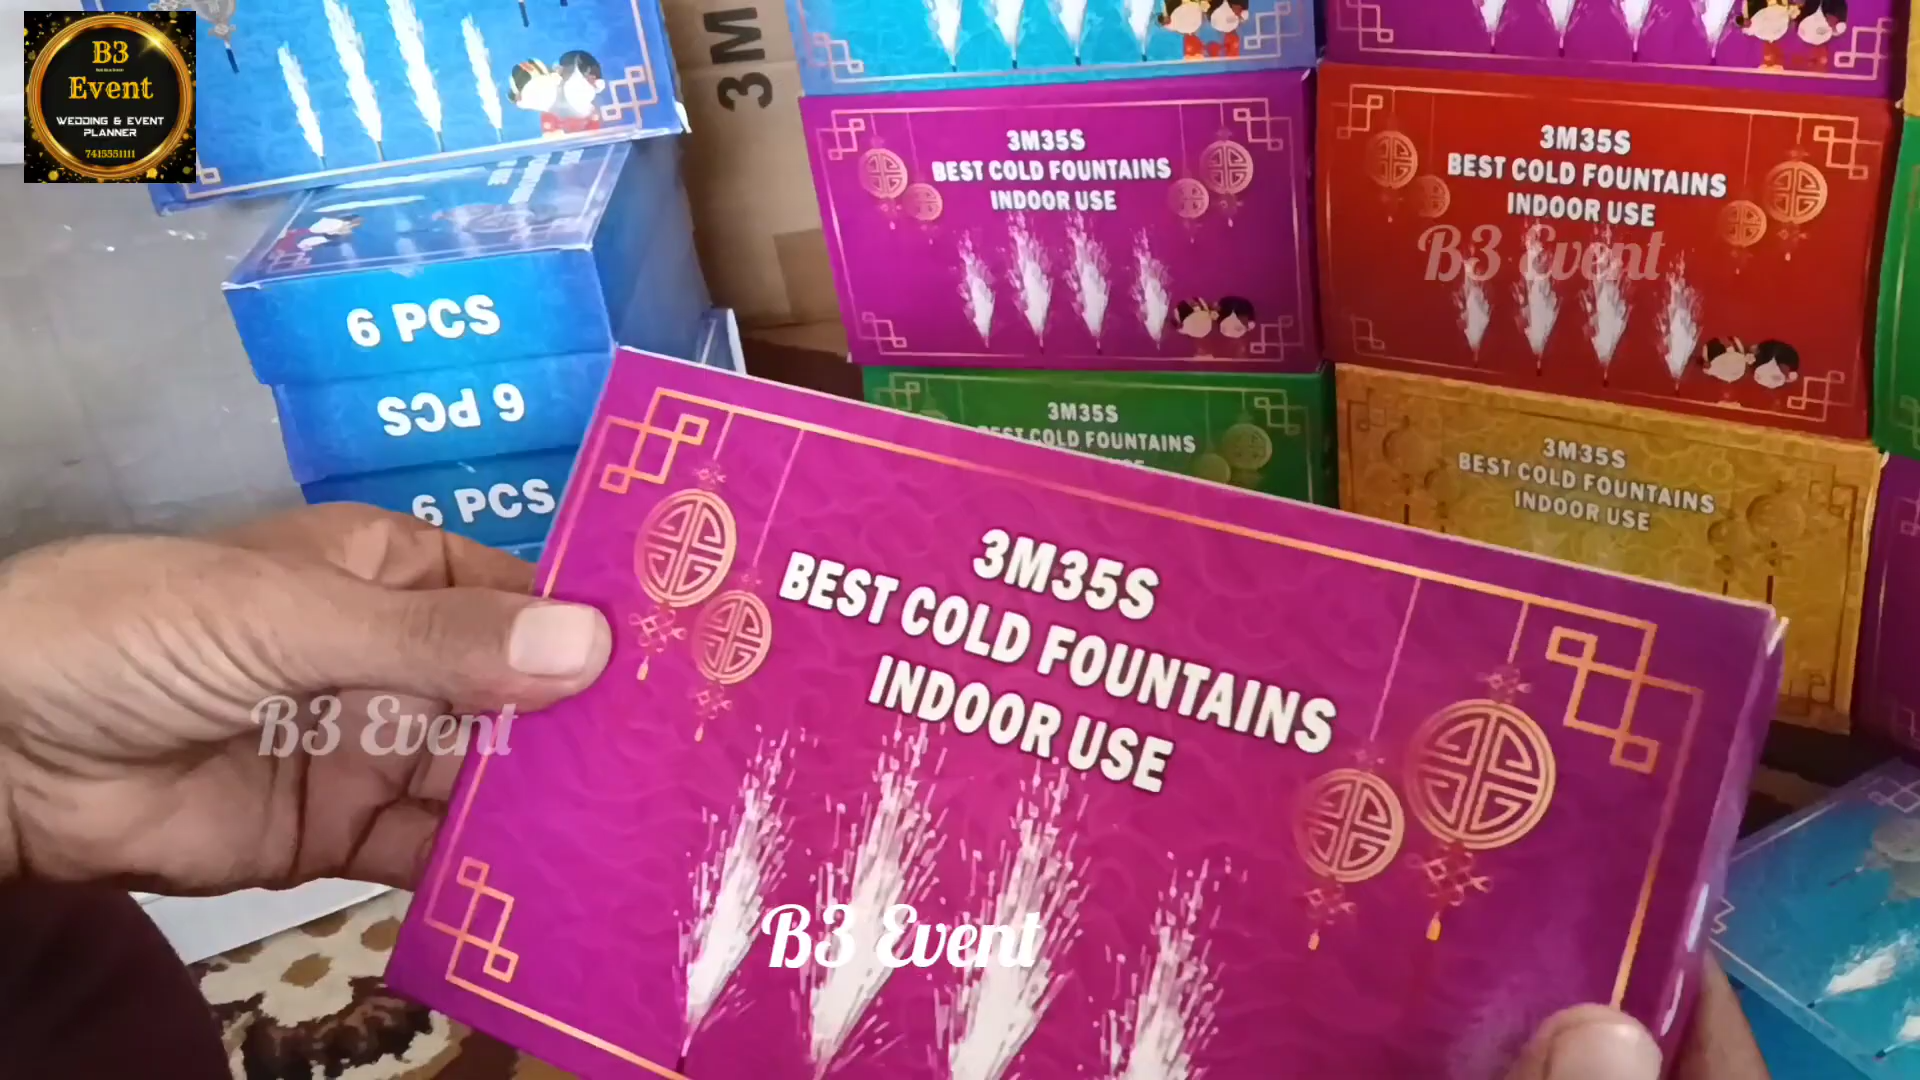 B3
Event
WEDDING & EVENT
PLANNER
7415551111
3M
3M35S
BEST COLD FOUNTAINS
INDOOR USE
3M35S
BEST COLD FOUNTAINS
INDOOR USE
B3 Event
6 PCS
6 PCS
6 PCS
3M35S
BEST COLD FOUNTAINS
3M35S
BEST COLD FOUNTAINS
INDOOR USE
3M35S
BEST COLD FOUNTAINS
INDOOR USE
B3 Event
B3 Event